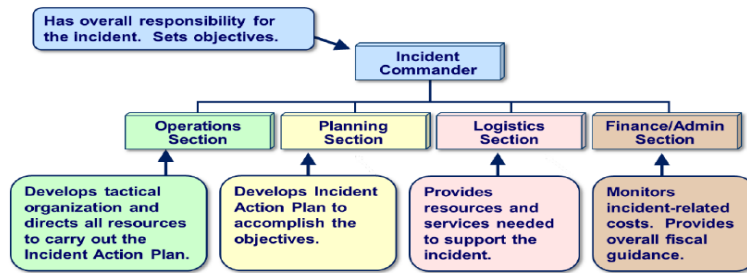 Has overall responsibility for
the incident.  Sets objectives.
Incident
Commander
Operations
Section
Planning
Section
Logistics
Section
Finance/Admin
Section
Develops tactical
organization and
directs all resources
to carry out the
Incident Action Plan.
Develops Incident
Action Plan to
accomplish the
objectives.
Provides
resources and
services needed
to support the
incident.
Monitors
incident-related
costs.  Provides
overall fiscal
guidance.